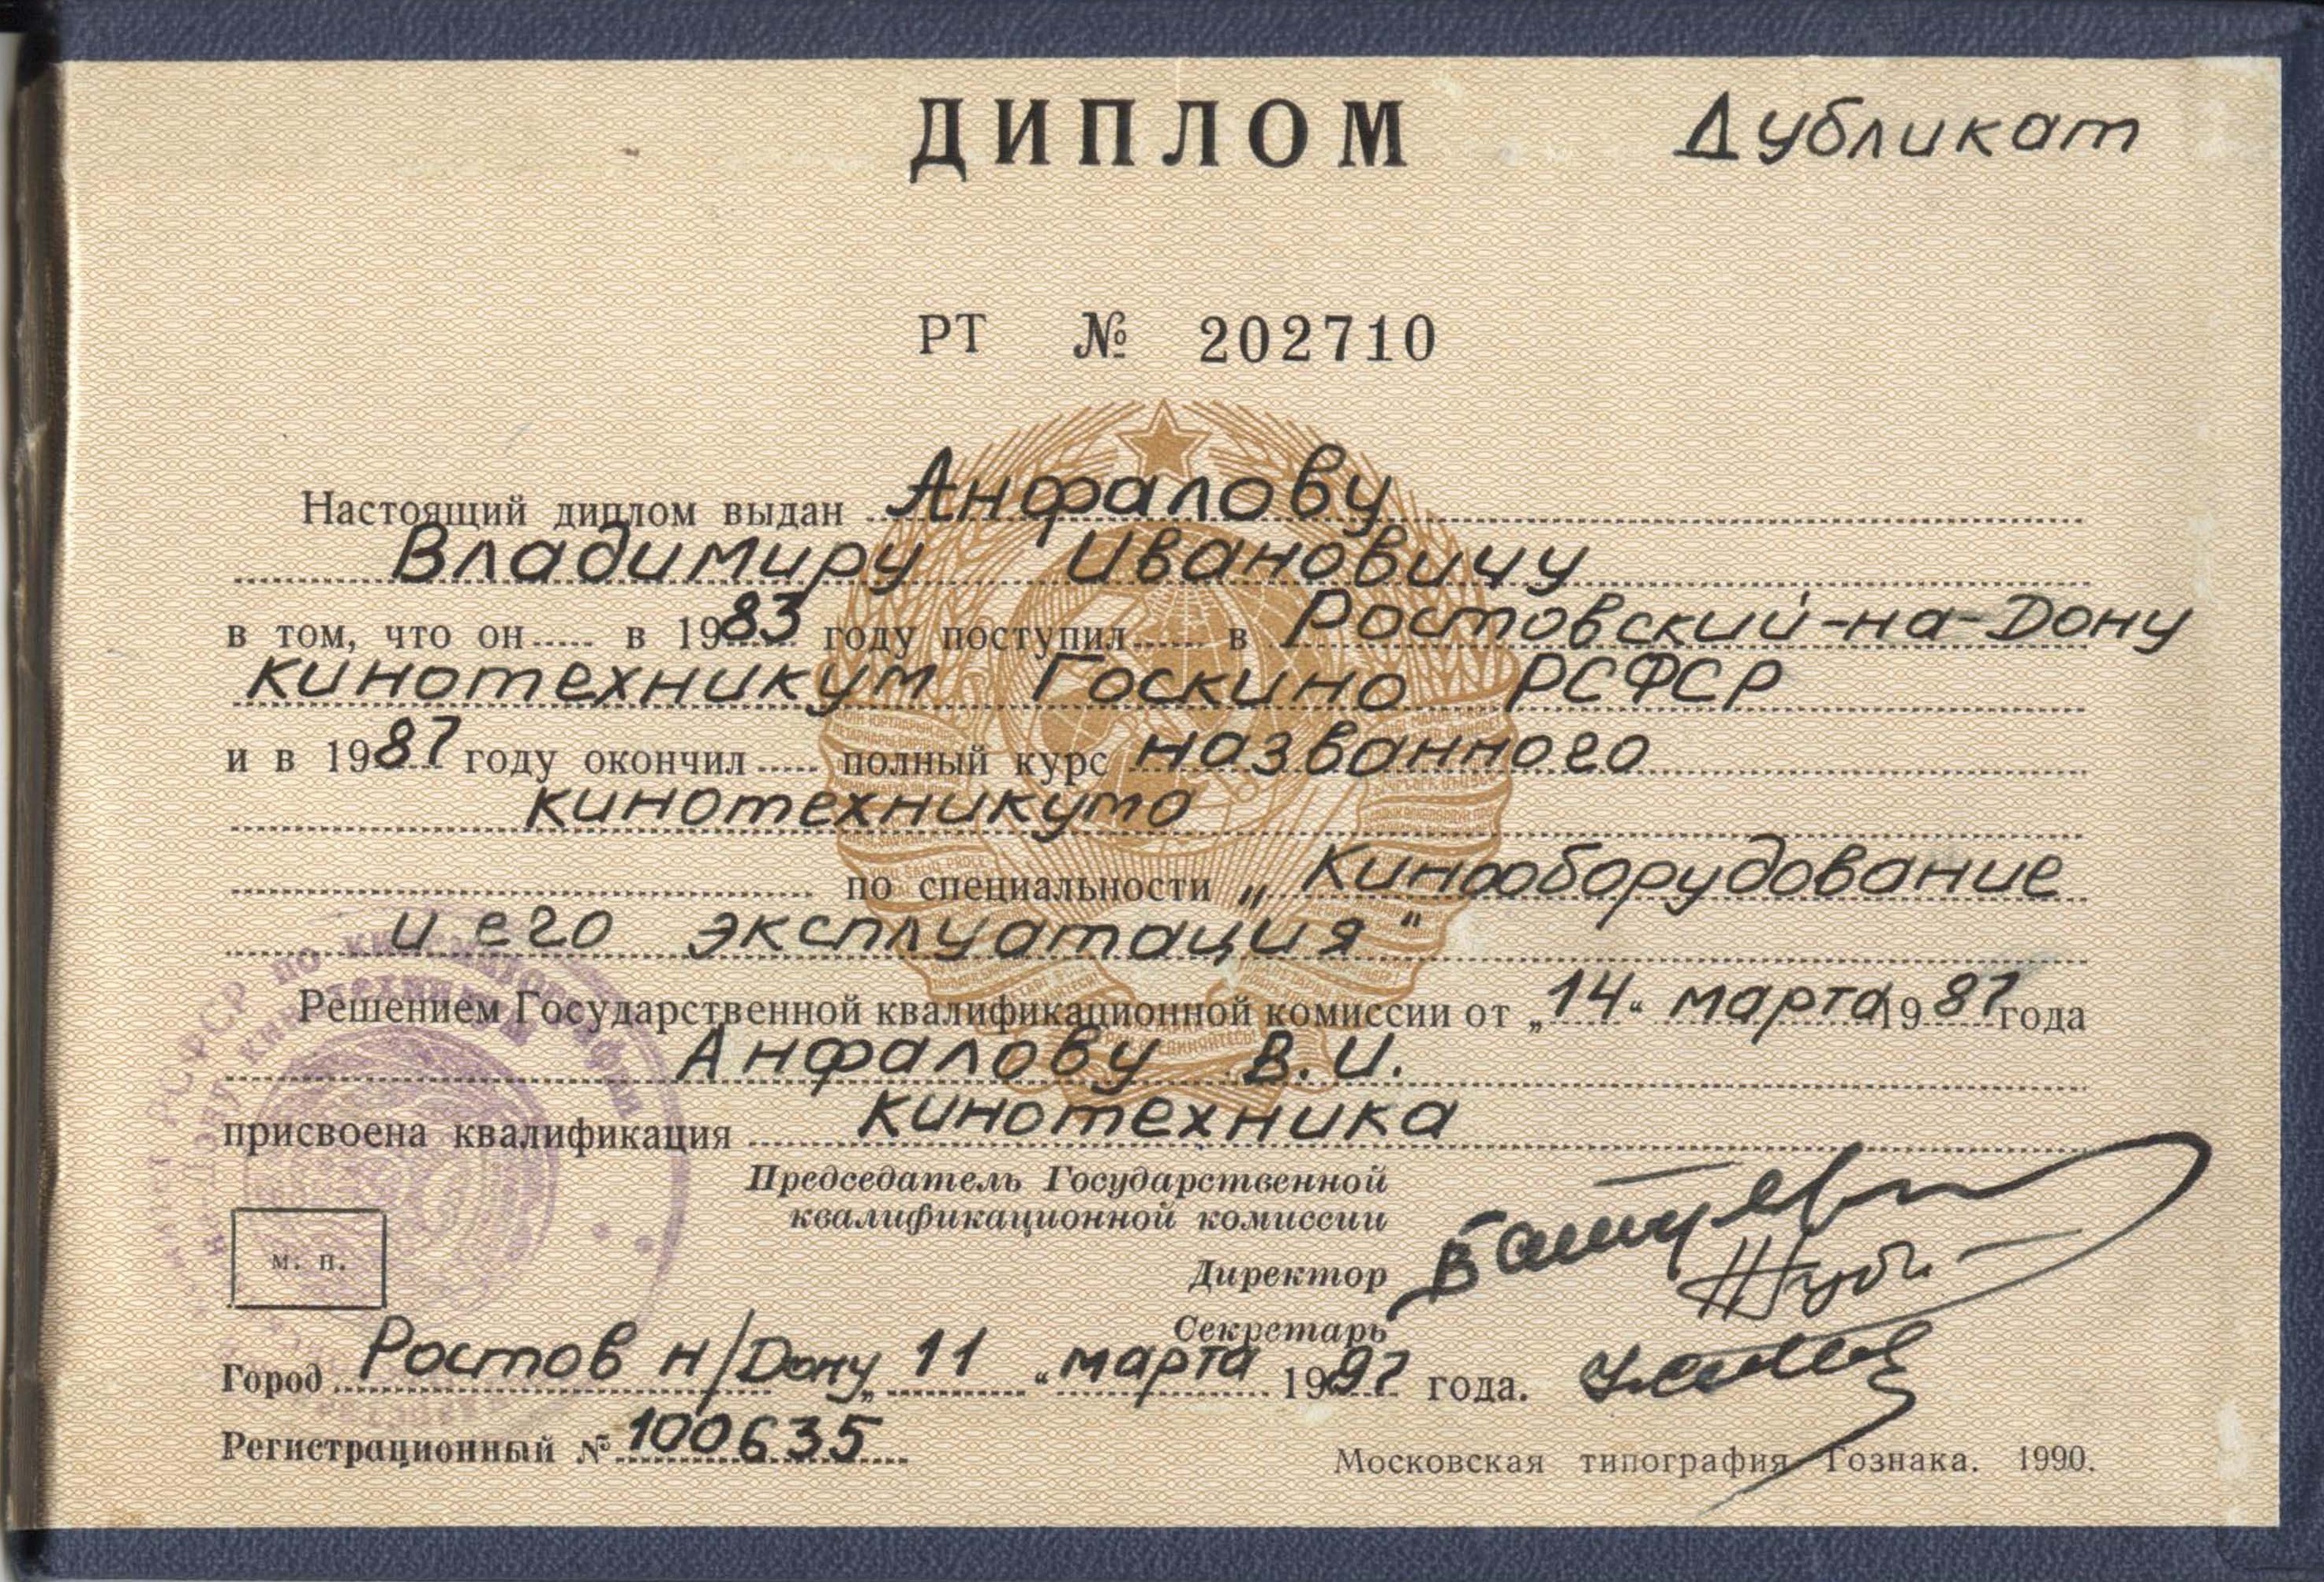 ДИПЛОМ Дубликат
РТ № 202710
Настоящий диплом выдан Анфалову
Владимиру Ивановичу
в том, что он в 1983 году поступил в Ростовский-на-Дону
кинотехникум Госкино РСФСР
и в 1987 году окончил полный курс названного
кинотехникума
по специальности „Кинооборудование
и его эксплуатация"
Решением Государственной квалификационной комиссии от „14" марта 1987 года
Анфалову В.И.
присвоена квалификация кинотехника
Председатель Государственной
квалификационной комиссии
Директор
Секретарь
м. п.
Город Ростов н/Дону „11" марта 1997 года.
Регистрационный № 100635
Московская типография Гознака. 1990.